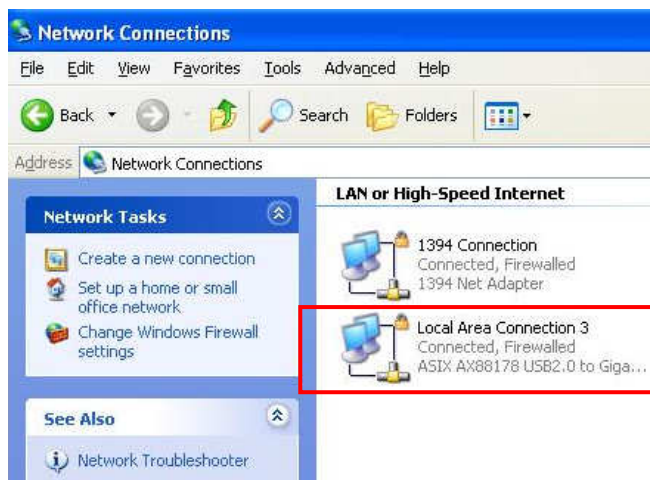 Network Connections
File Edit View Favorites Tools Advanced Help
Back Search Folders
Address Network Connections
Network Tasks
Create a new connection
Set up a home or small
office network
Change Windows Firewall
settings
See Also
Network Troubleshooter
LAN or High-Speed Internet
1394 Connection
Connected, Firewalled
1394 Net Adapter
Local Area Connection 3
Connected, Firewalled
ASIX AX88178 USB2.0 to Giga...